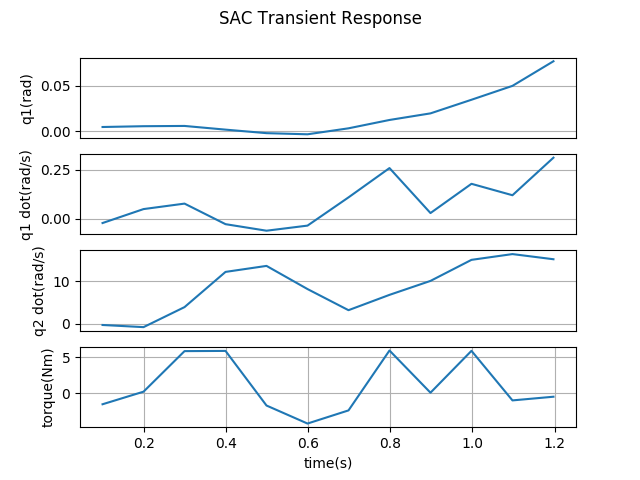 SAC Transient Response
q1(rad)
0.05
0.00
q1 dot(rad/s)
0.25
0.00
q2 dot(rad/s)
10
0
torque(Nm)
5
0
0.2 0.4 0.6 0.8 1.0 1.2
time(s)